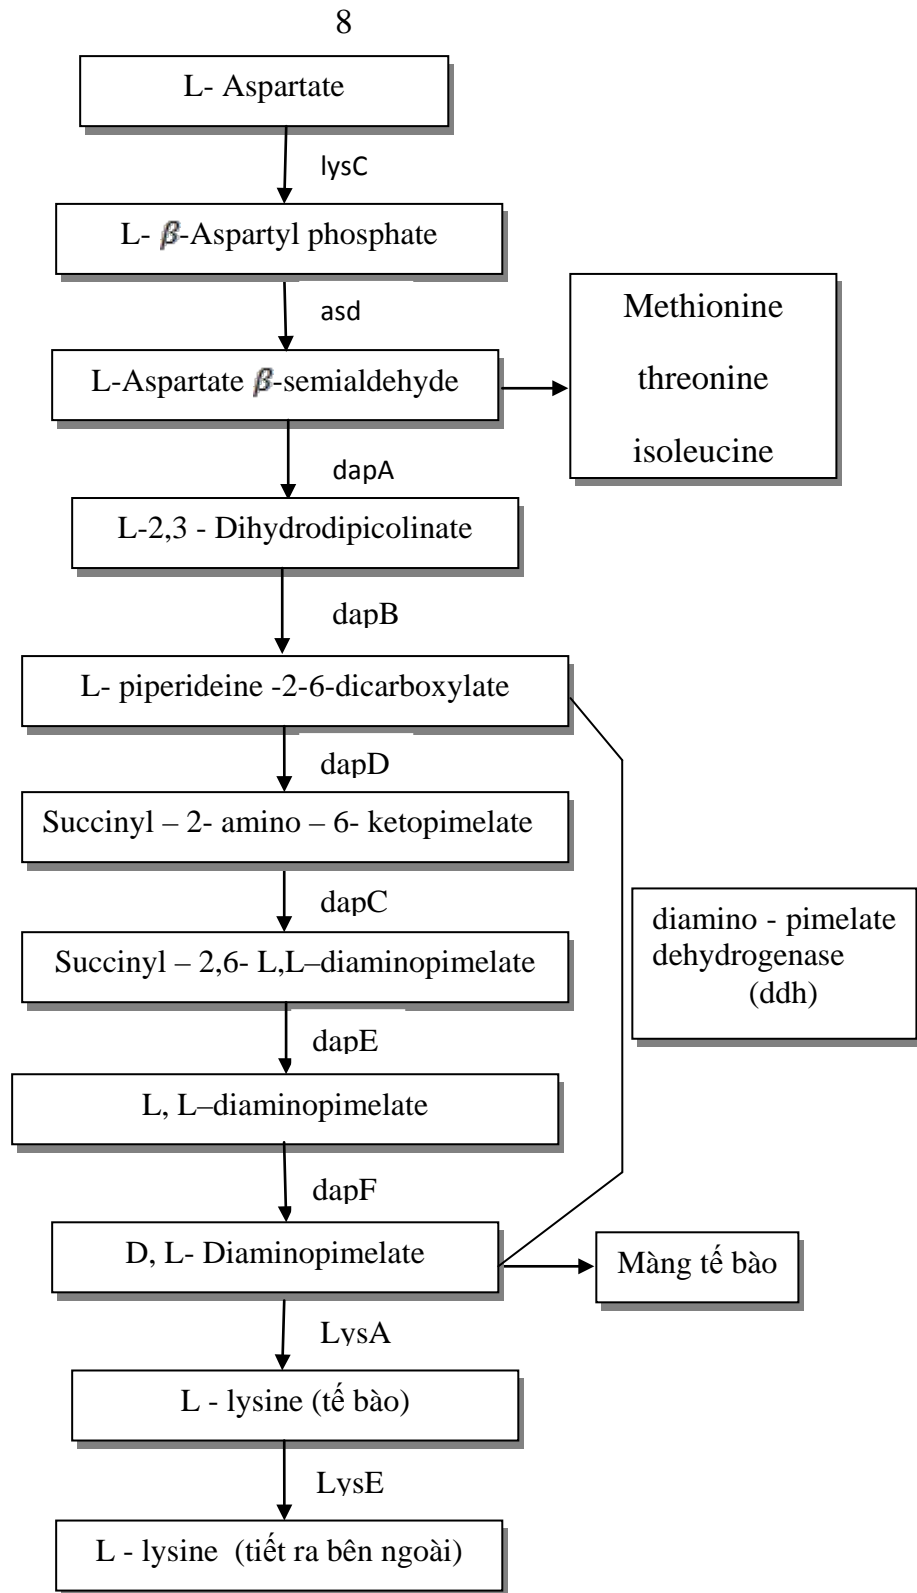 8
L- Aspartate
lysC
L- β-Aspartyl phosphate
asd
L-Aspartate β-semialdehyde
Methionine
threonine
isoleucine
dapA
L-2,3 - Dihydrodipicolinate
dapB
L- piperideine -2-6-dicarboxylate
dapD
Succinyl – 2- amino – 6- ketopimelate
dapC
Succinyl – 2,6- L,L–diaminopimelate
diamino - pimelate
dehydrogenase
(ddh)
dapE
L, L–diaminopimelate
dapF
D, L- Diaminopimelate
Màng tế bào
LysA
L - lysine (tế bào)
LysE
L - lysine (tiết ra bên ngoài)